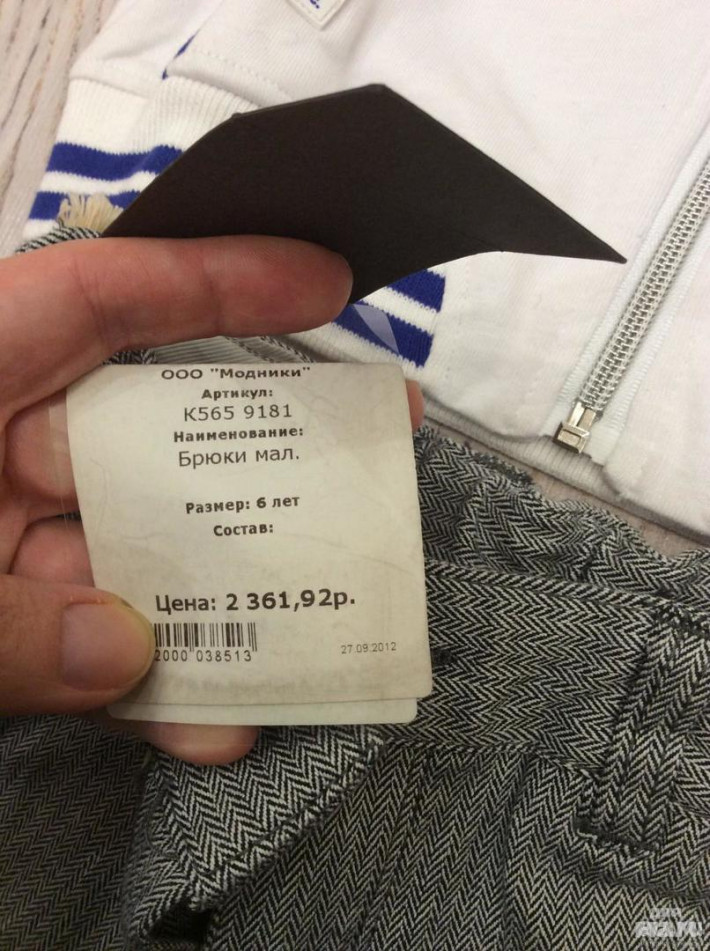 ООО "Модники"
Артикул:
К565 9181
Наименование:
Брюки мал.
Размер: 6 лет
Состав:
Цена: 2 361,92р.
2000 038513
27.09.2012